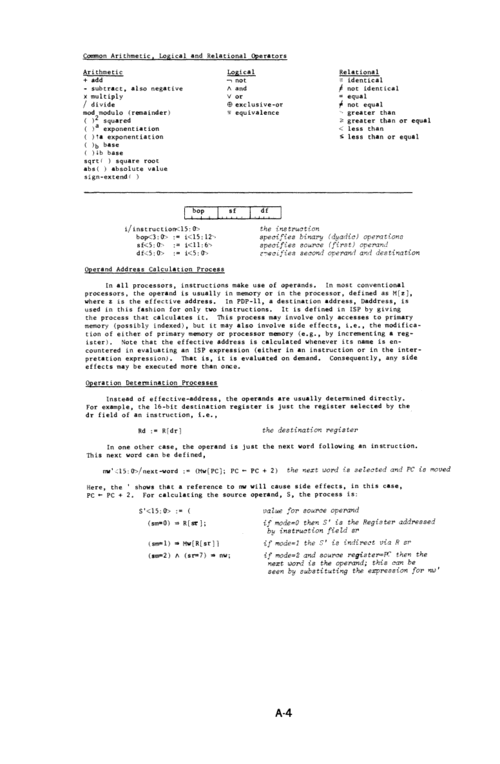 Common Arithmetic, Logical and Relational Operators
Arithmetic Logical Relational
+ add ¬ not ≡ identical
- subtract, also negative ∧ and ≢ not identical
x multiply ∨ or = equal
/ divide ⊕ exclusive-or ≠ not equal
mod modulo (remainder) ≡ equivalence > greater than
( )² squared ≥ greater than or equal
( )ᵃ exponentiation < less than
( )↑a exponentiation ≤ less than or equal
( )b base
( )↓b base
sqrt( ) square root
abs( ) absolute value
sign-extend( )
bop sf df
i/instruction<15:0> the instruction
bop<3:0> := i<15:12> specifies binary (dyadic) operations
sf<5:0> := i<11:6> specifies source (first) operand
df<5:0> := i<5:0> specifies second operand and destination
Operand Address Calculation Process
In all processors, instructions make use of operands. In most conventional
processors, the operand is usually in memory or in the processor, defined as M[z],
where z is the effective address. In PDP-11, a destination address, Daddress, is
used in this fashion for only two instructions. It is defined in ISP by giving
the process that calculates it. This process may involve only accesses to primary
memory (possibly indexed), but it may also involve side effects, i.e., the modifica-
tion of either of primary memory or processor memory (e.g., by incrementing a reg-
ister). Note that the effective address is calculated whenever its name is en-
countered in evaluating an ISP expression (either in an instruction or in the inter-
pretation expression). That is, it is evaluated on demand. Consequently, any side
effects may be executed more than once.
Operation Determination Processes
Instead of effective-address, the operands are usually determined directly.
For example, the 16-bit destination register is just the register selected by the
dr field of an instruction, i.e.,
Rd := R[dr] the destination register
In one other case, the operand is just the next word following an instruction.
This next word can be defined,
nw'<15:0>/next-word := (Mw[PC]; PC ← PC + 2) the next word is selected and PC is moved
Here, the ' shows that a reference to nw will cause side effects, in this case,
PC ← PC + 2. For calculating the source operand, S, the process is:
S'<15:0> := ( value for source operand
(sm=0) ⇒ R[sr]; if mode=0 then S' is the Register addressed
by instruction field sr
(sm=1) ⇒ Mw[R[sr]] if mode=1 the S' is indirect via R sr
(sm=2) ∧ (sr=7) ⇒ nw; if mode=2 and source register=PC then the
next word is the operand; this can be
seen by substituting the expression for nw'
A-4